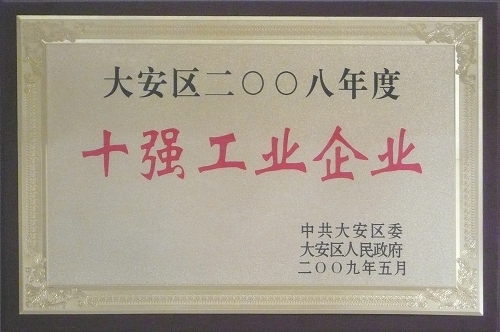 大安区二〇〇八年度
十强工业企业
中共大安区委
大安区人民政府
二〇〇九年五月